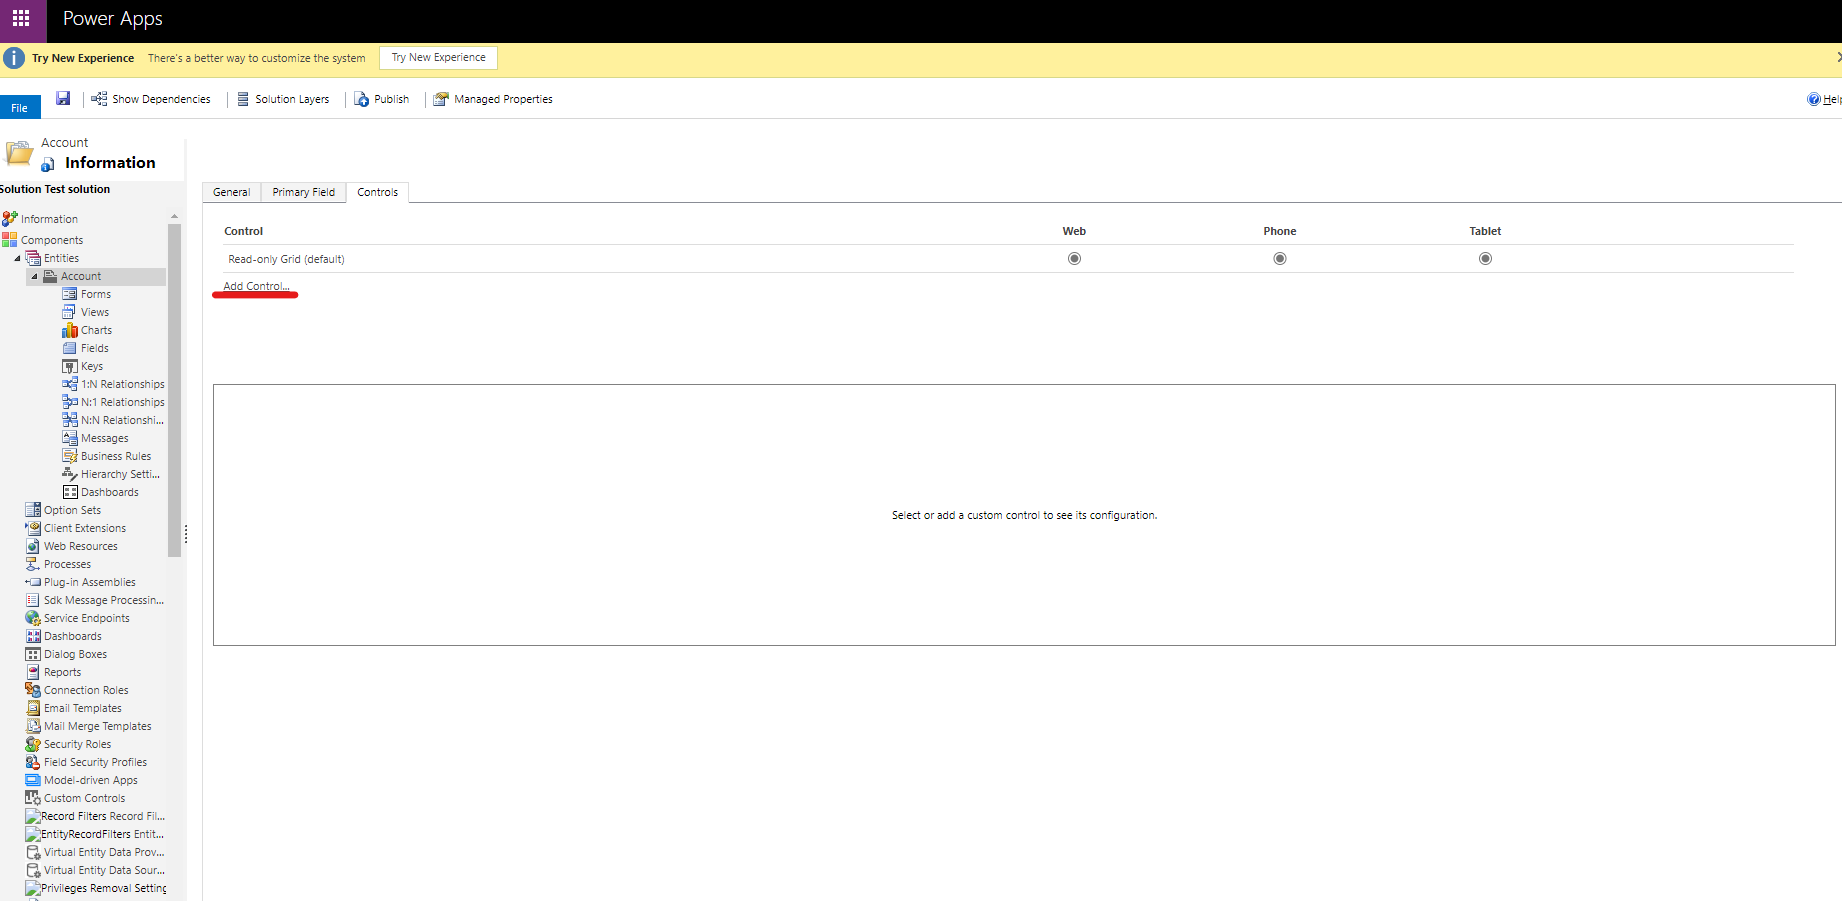 Power Apps
Try New Experience There's a better way to customize the system Try New Experience
File Show Dependencies Solution Layers Publish Managed Properties Help
Account
Information
Solution Test solution
General Primary Field Controls
Information
Components
Entities
Account
Forms
Views
Charts
Fields
Keys
1:N Relationships
N:1 Relationships
N:N Relationshi...
Messages
Business Rules
Hierarchy Setti...
Dashboards
Option Sets
Client Extensions
Web Resources
Processes
Plug-in Assemblies
Sdk Message Processin...
Service Endpoints
Dashboards
Dialog Boxes
Reports
Connection Roles
Email Templates
Mail Merge Templates
Security Roles
Field Security Profiles
Model-driven Apps
Custom Controls
Record Filters Record Fil...
EntityRecordFilters Entit...
Virtual Entity Data Prov...
Virtual Entity Data Sour...
Privileges Removal Setting
Control Web Phone Tablet
Read-only Grid (default)
Add Control...
Select or add a custom control to see its configuration.